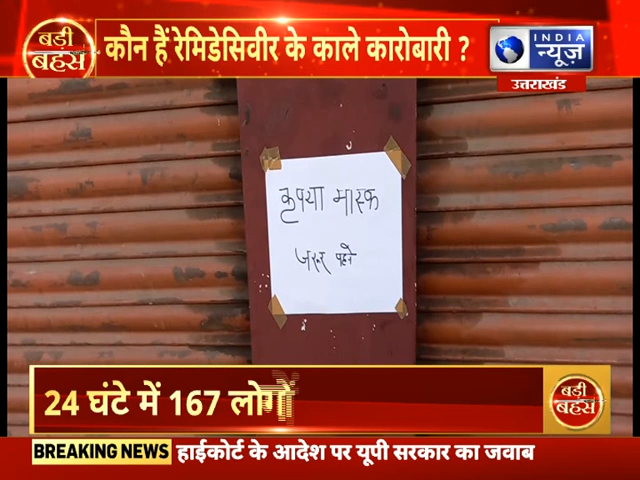 बड़ी
बहस
कौन हैं रेमिडेसिवीर के काले कारोबारी ?
INDIA
न्यूज़
उत्तराखंड
कृपया मास्क
जरूर पहने
24 घंटे में 167 लोगों
बड़ी
बहस
BREAKING NEWS हाईकोर्ट के आदेश पर यूपी सरकार का जवाब